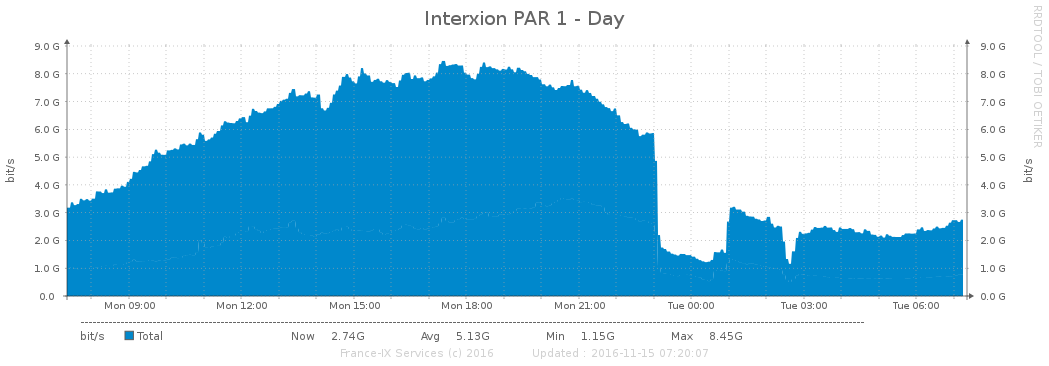 Interxion PAR 1 - Day
RRDTOOL / TOBI OETIKER
9.0 G 9.0 G
8.0 G 8.0 G
7.0 G 7.0 G
6.0 G 6.0 G
5.0 G 5.0 G
4.0 G 4.0 G
3.0 G 3.0 G
2.0 G 2.0 G
1.0 G 1.0 G
0.0 0.0 G
bit/s bit/s
Mon 09:00 Mon 12:00 Mon 15:00 Mon 18:00 Mon 21:00 Tue 00:00 Tue 03:00 Tue 06:00
bit/s Total Now 2.74G Avg 5.13G Min 1.15G Max 8.45G
France-IX Services (c) 2016 Updated : 2016-11-15 07:20:07